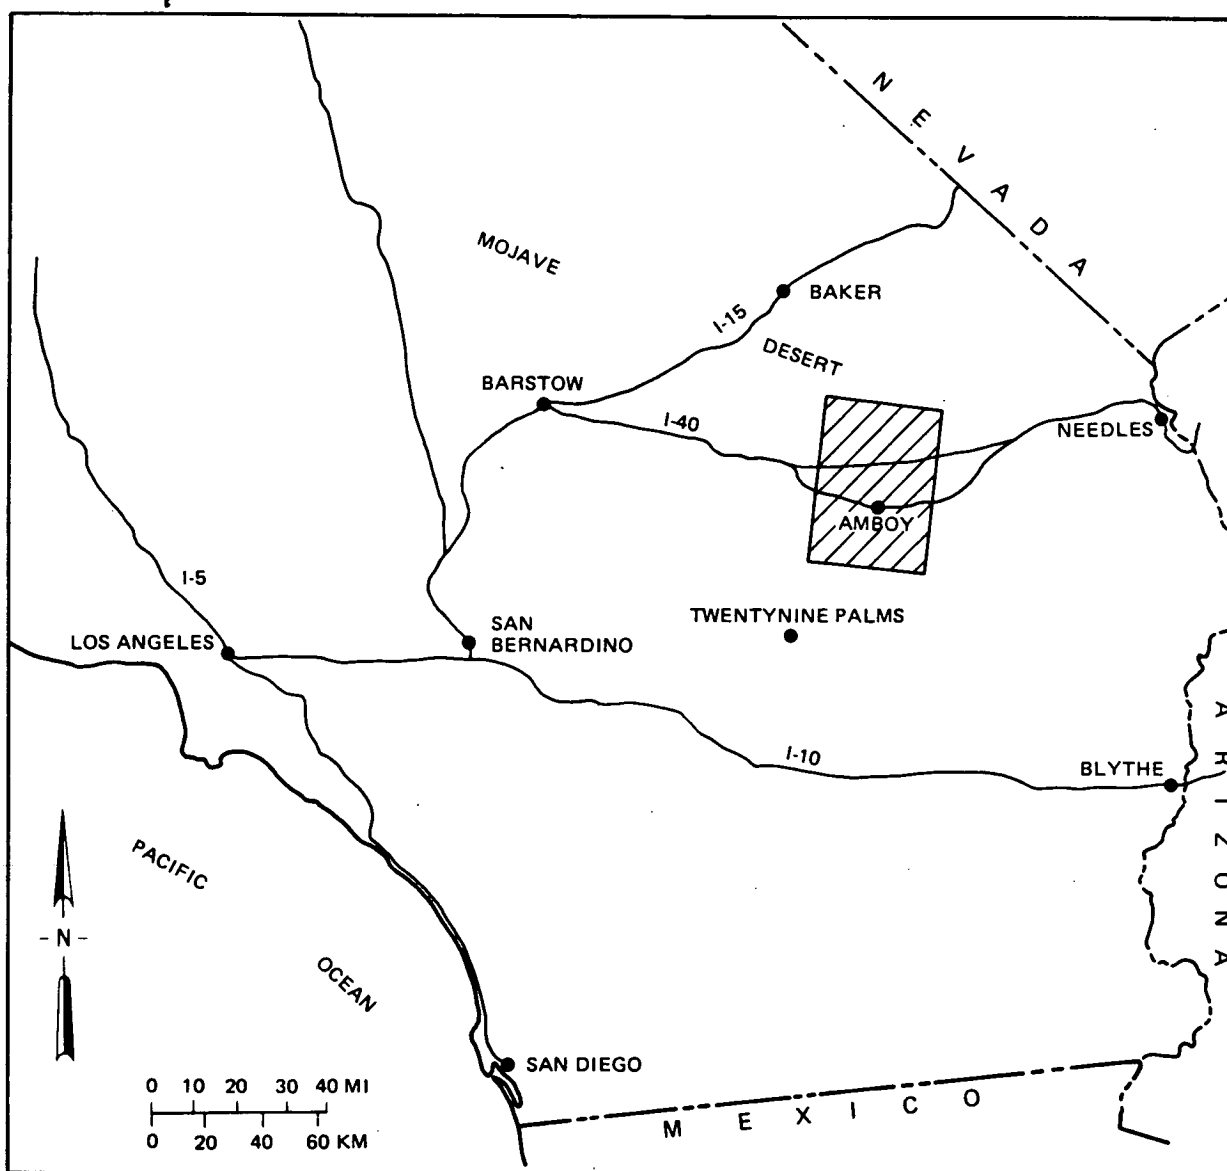 NEVADA
MOJAVE
BAKER
I-15
DESERT
BARSTOW
I-40
NEEDLES
AMBOY
I-5
TWENTYNINE PALMS
SAN
BERNARDINO
LOS ANGELES
ARIZONA
I-10
BLYTHE
PACIFIC
- N -
OCEAN
SAN DIEGO
0 10 20 30 40 MI
0 20 40 60 KM
MEXICO